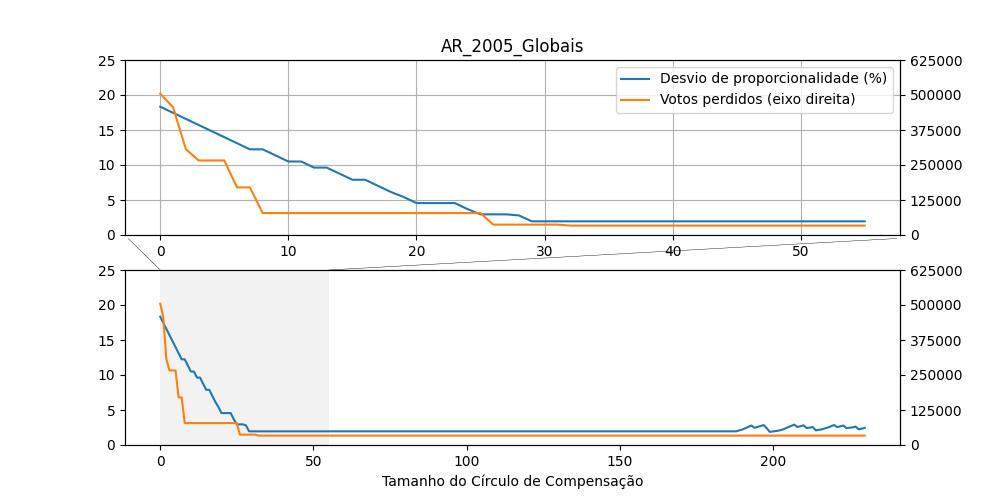 AR_2005_Globais
25 625000
20 500000
15 375000
10 250000
5 125000
0 0
Desvio de proporcionalidade (%)
Votos perdidos (eixo direita)
0 10 20 30 40 50
25 625000
20 500000
15 375000
10 250000
5 125000
0 0
0 50 100 150 200
Tamanho do Círculo de Compensação